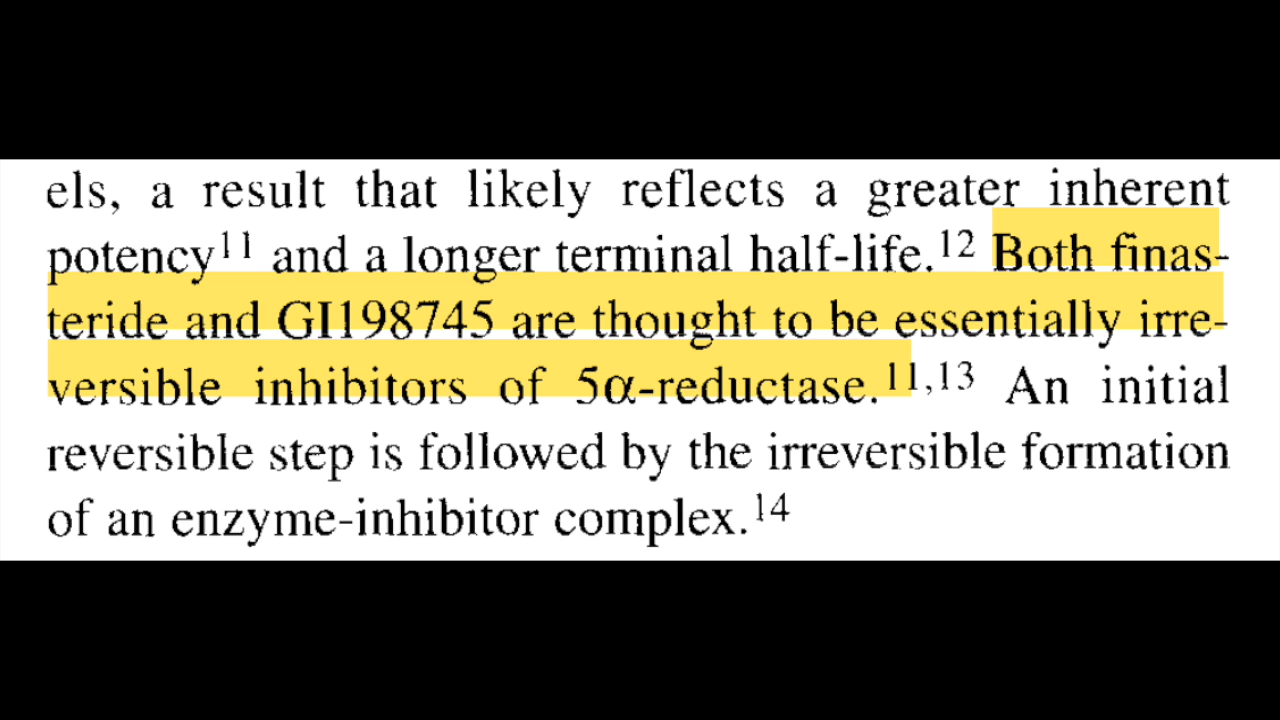 els, a result that likely reflects a greater inherent
potency11 and a longer terminal half-life.12 Both finas-
teride and GI198745 are thought to be essentially irre-
versible inhibitors of 5α-reductase.11,13 An initial
reversible step is followed by the irreversible formation
of an enzyme-inhibitor complex.14